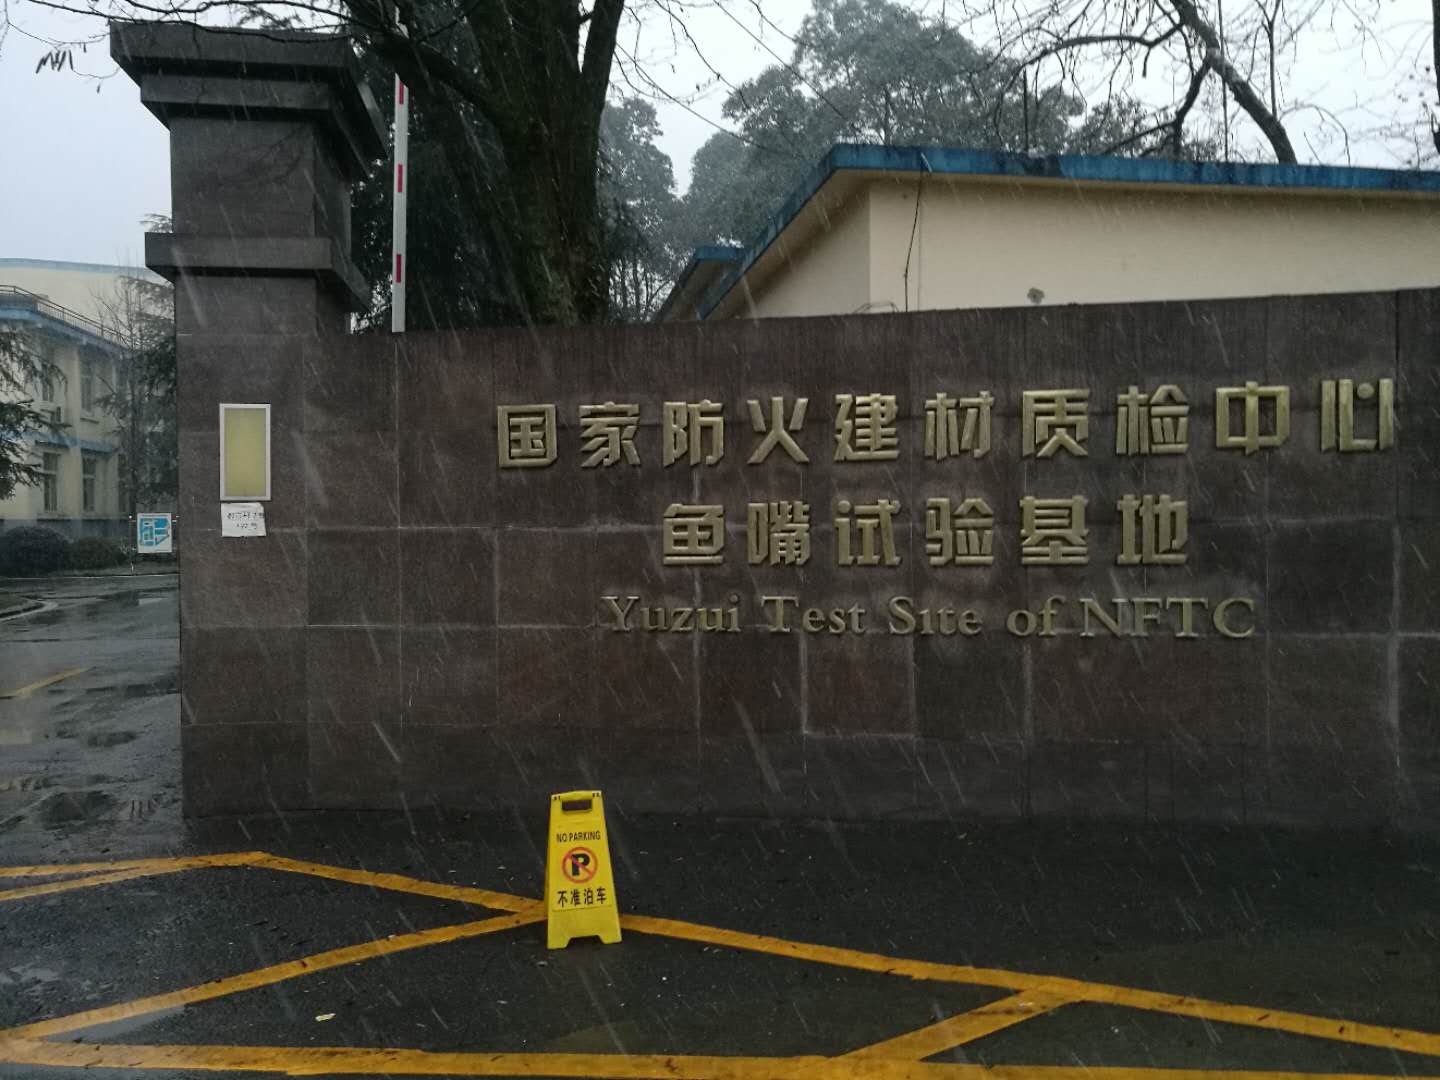 国家防火建材质检中心
鱼嘴试验基地
Yuzui Test Site of NFTC
NO PARKING
P
不准泊车